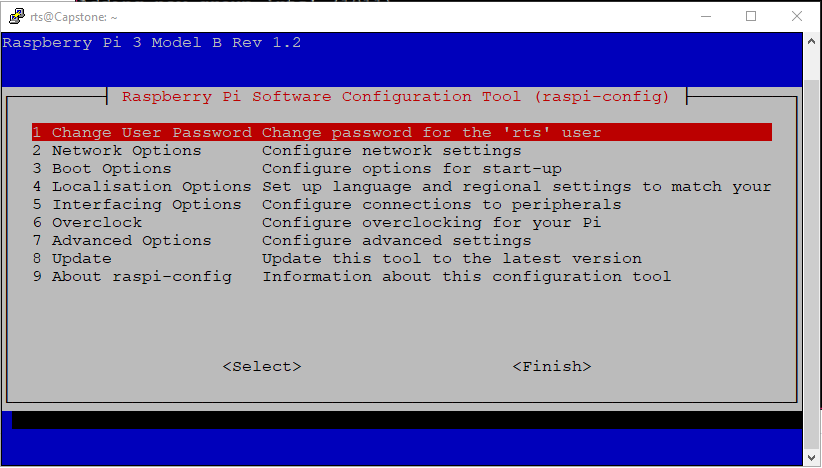 rts@Capstone: ~
Raspberry Pi 3 Model B Rev 1.2
Raspberry Pi Software Configuration Tool (raspi-config)
1 Change User Password Change password for the 'rts' user
2 Network Options Configure network settings
3 Boot Options Configure options for start-up
4 Localisation Options Set up language and regional settings to match your
5 Interfacing Options Configure connections to peripherals
6 Overclock Configure overclocking for your Pi
7 Advanced Options Configure advanced settings
8 Update Update this tool to the latest version
9 About raspi-config Information about this configuration tool
<Select> <Finish>